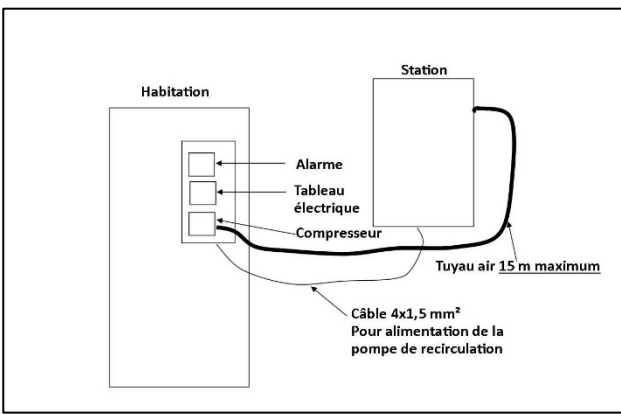 Station
Habitation
Alarme
Tableau
électrique
Compresseur
Tuyau air 15 m maximum
Câble 4x1,5 mm²
Pour alimentation de la
pompe de recirculation